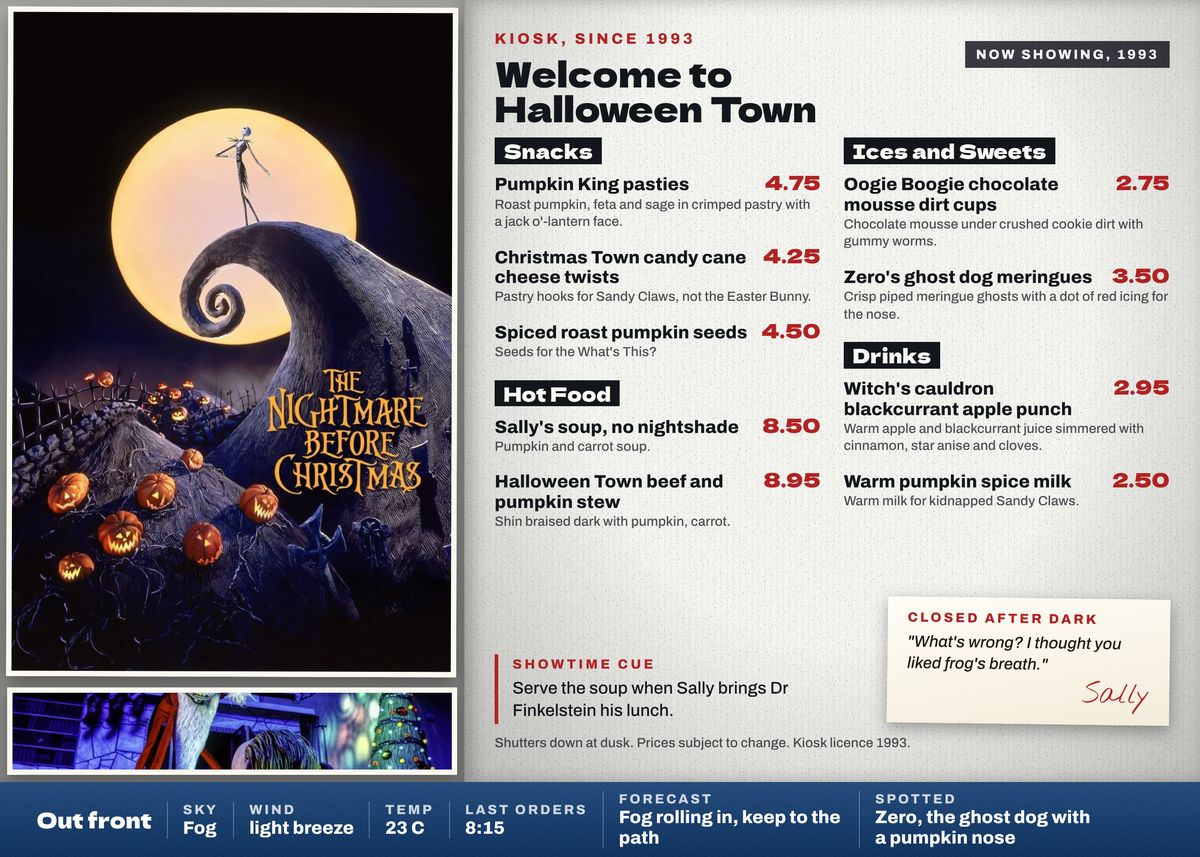 THE
NIGHTMARE
BEFORE
CHRISTMAS
KIOSK, SINCE 1993
NOW SHOWING, 1993
Welcome to
Halloween Town
Snacks
Pumpkin King pasties 4.75
Roast pumpkin, feta and sage in crimped pastry with
a jack o'-lantern face.
Christmas Town candy cane 4.25
cheese twists
Pastry hooks for Sandy Claws, not the Easter Bunny.
Spiced roast pumpkin seeds 4.50
Seeds for the What's This?
Hot Food
Sally's soup, no nightshade 8.50
Pumpkin and carrot soup.
Halloween Town beef and 8.95
pumpkin stew
Shin braised dark with pumpkin, carrot.
Ices and Sweets
Oogie Boogie chocolate 2.75
mousse dirt cups
Chocolate mousse under crushed cookie dirt with
gummy worms.
Zero's ghost dog meringues 3.50
Crisp piped meringue ghosts with a dot of red icing for
the nose.
Drinks
Witch's cauldron 2.95
blackcurrant apple punch
Warm apple and blackcurrant juice simmered with
cinnamon, star anise and cloves.
Warm pumpkin spice milk 2.50
Warm milk for kidnapped Sandy Claws.
SHOWTIME CUE
Serve the soup when Sally brings Dr
Finkelstein his lunch.
CLOSED AFTER DARK
"What's wrong? I thought you
liked frog's breath."
Sally
Shutters down at dusk. Prices subject to change. Kiosk licence 1993.
Out front
SKY
Fog
WIND
light breeze
TEMP
23 C
LAST ORDERS
8:15
FORECAST
Fog rolling in, keep to the
path
SPOTTED
Zero, the ghost dog with
a pumpkin nose